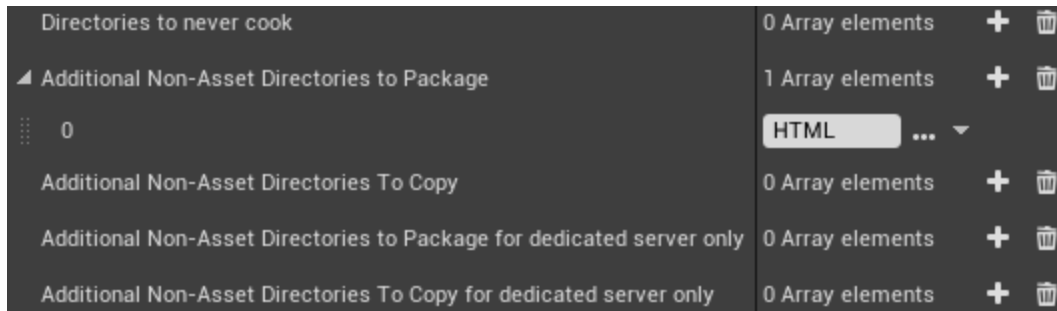 Directories to never cook 0 Array elements
Additional Non-Asset Directories to Package 1 Array elements
0 HTML ...
Additional Non-Asset Directories To Copy 0 Array elements
Additional Non-Asset Directories to Package for dedicated server only 0 Array elements
Additional Non-Asset Directories To Copy for dedicated server only 0 Array elements